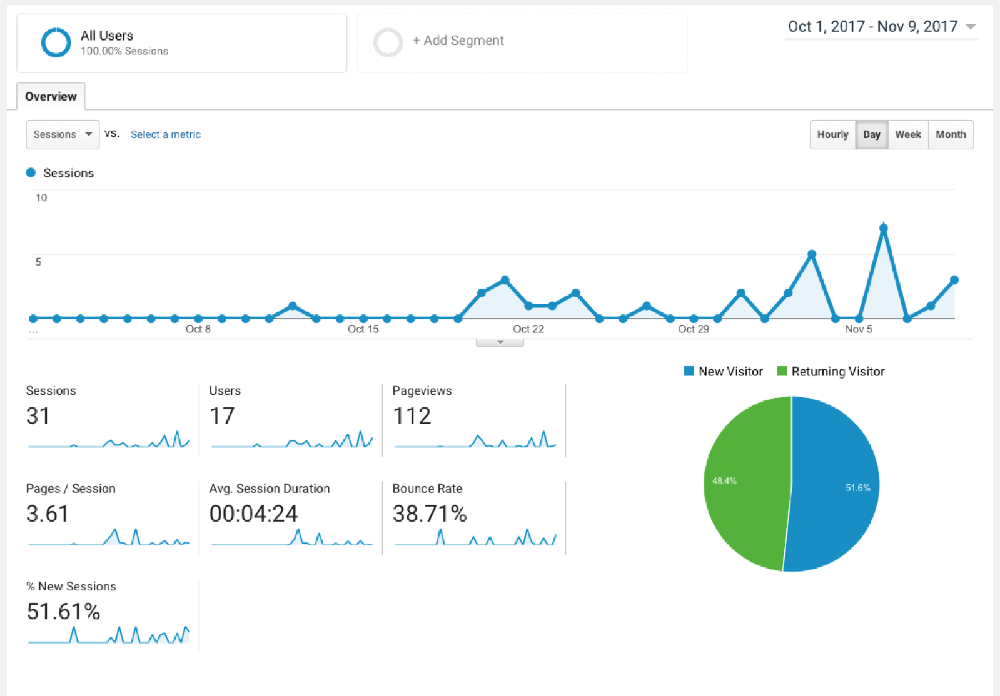 All Users
100.00% Sessions
+ Add Segment
Oct 1, 2017 - Nov 9, 2017
Overview
Sessions
VS.
Select a metric
Hourly
Day
Week
Month
Sessions
10
5
...
Oct 8
Oct 15
Oct 22
Oct 29
Nov 5
New Visitor
Returning Visitor
Sessions
31
Users
17
Pageviews
112
Pages / Session
3.61
Avg. Session Duration
00:04:24
Bounce Rate
38.71%
% New Sessions
51.61%
48.4%
51.6%